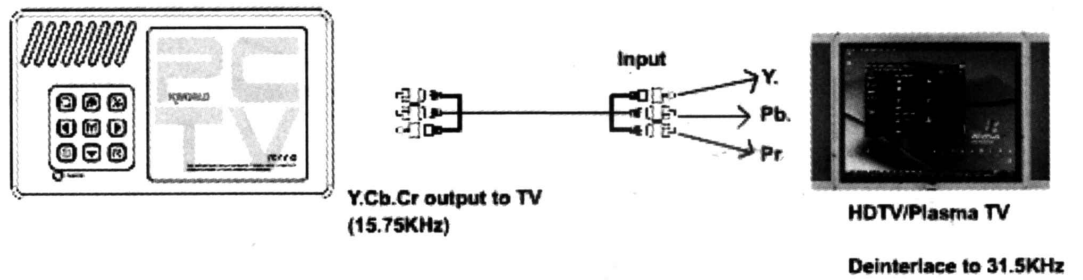 PC
TV
Input
Y.
Pb.
Pr
Y.Cb.Cr output to TV
(15.75KHz)
HDTV/Plasma TV
Deinterlace to 31.5KHz